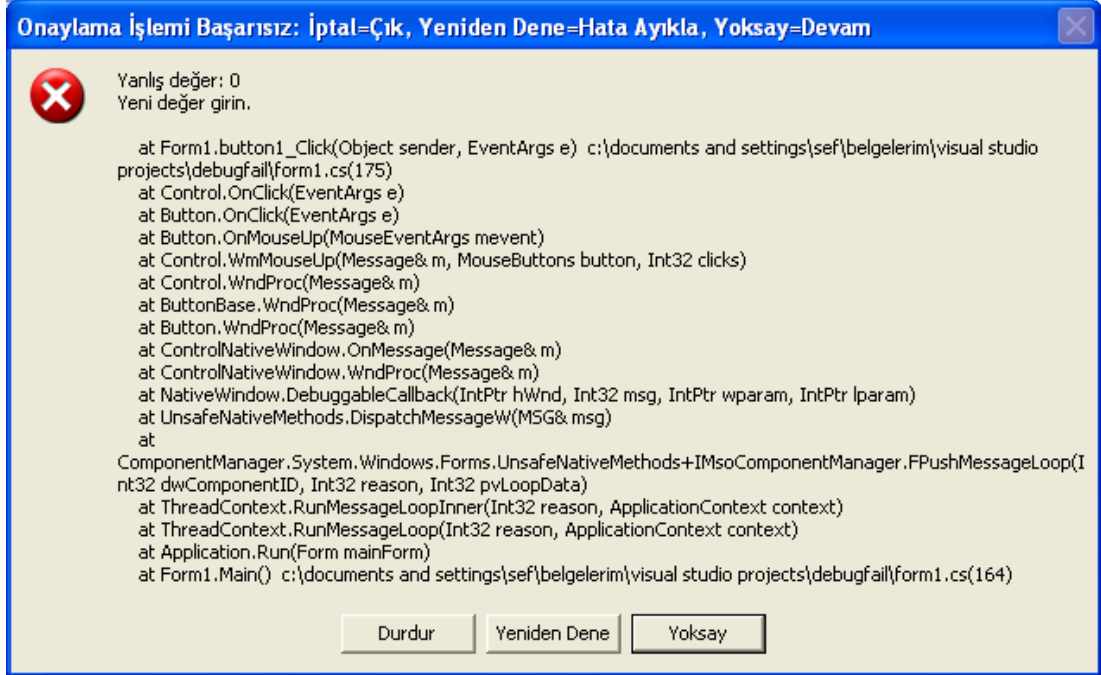 Onaylama İşlemi Başarısız: İptal=Çık, Yeniden Dene=Hata Ayıkla, Yoksay=Devam
Yanlış değer: 0
Yeni değer girin.
at Form1.button1_Click(Object sender, EventArgs e)  c:\documents and settings\sef\belgelerim\visual studio
projects\debugfail\form1.cs(175)
at Control.OnClick(EventArgs e)
at Button.OnClick(EventArgs e)
at Button.OnMouseUp(MouseEventArgs mevent)
at Control.WmMouseUp(Message& m, MouseButtons button, Int32 clicks)
at Control.WndProc(Message& m)
at ButtonBase.WndProc(Message& m)
at Button.WndProc(Message& m)
at ControlNativeWindow.OnMessage(Message& m)
at ControlNativeWindow.WndProc(Message& m)
at NativeWindow.DebuggableCallback(IntPtr hWnd, Int32 msg, IntPtr wparam, IntPtr lparam)
at UnsafeNativeMethods.DispatchMessageW(MSG& msg)
at
ComponentManager.System.Windows.Forms.UnsafeNativeMethods+IMsoComponentManager.FPushMessageLoop(I
nt32 dwComponentID, Int32 reason, Int32 pvLoopData)
at ThreadContext.RunMessageLoopInner(Int32 reason, ApplicationContext context)
at ThreadContext.RunMessageLoop(Int32 reason, ApplicationContext context)
at Application.Run(Form mainForm)
at Form1.Main()  c:\documents and settings\sef\belgelerim\visual studio projects\debugfail\form1.cs(164)
Durdur Yeniden Dene Yoksay